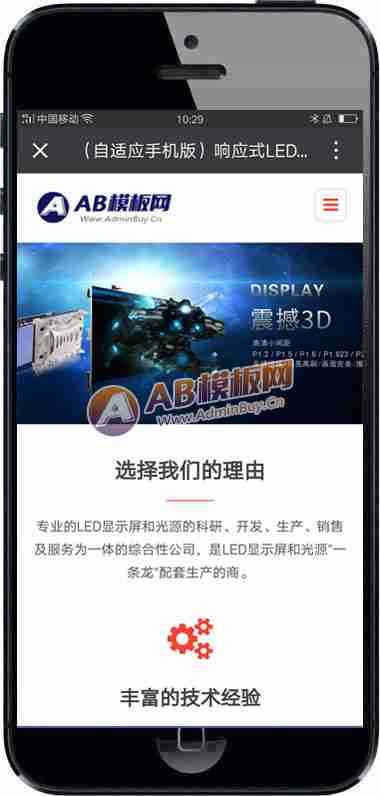 中国移动
10:29
（自适应手机版）响应式LED...
AB模板网
Www.AdminBuy.Cn
DISPLAY
震撼3D
高清小间距
P1.2 / P1.5 / P1.6 / P1.923 / P2
AB模板网
Www.AdminBuy.Cn
选择我们的理由
专业的LED显示屏和光源的科研、开发、生产、销售
及服务为一体的综合性公司，是LED显示屏和光源“一
条龙”配套生产的商。
丰富的技术经验